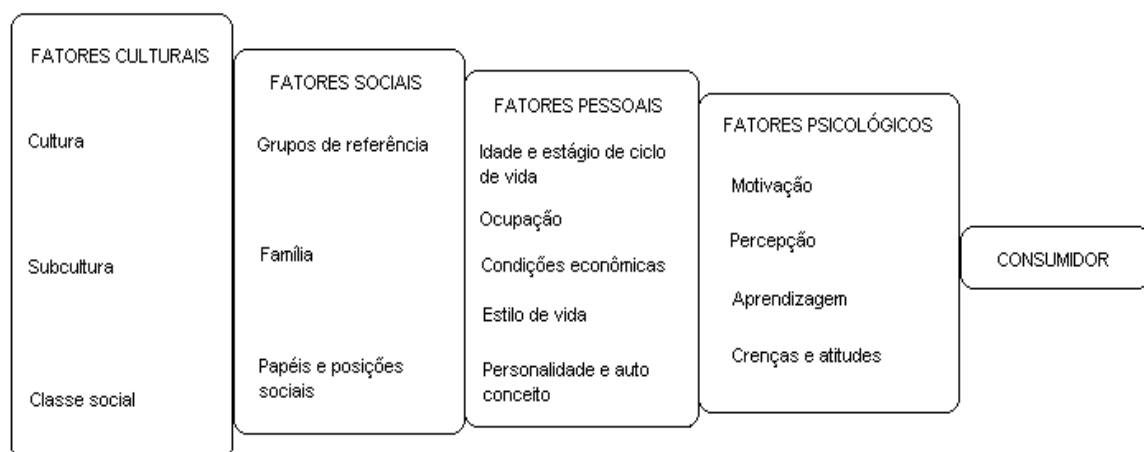 FATORES CULTURAIS
Cultura
Subcultura
Classe social
FATORES SOCIAIS
Grupos de referência
Família
Papéis e posições
sociais
FATORES PESSOAIS
Idade e estágio de ciclo
de vida
Ocupação
Condições econômicas
Estilo de vida
Personalidade e auto
conceito
FATORES PSICOLÓGICOS
Motivação
Percepção
Aprendizagem
Crenças e atitudes
CONSUMIDOR